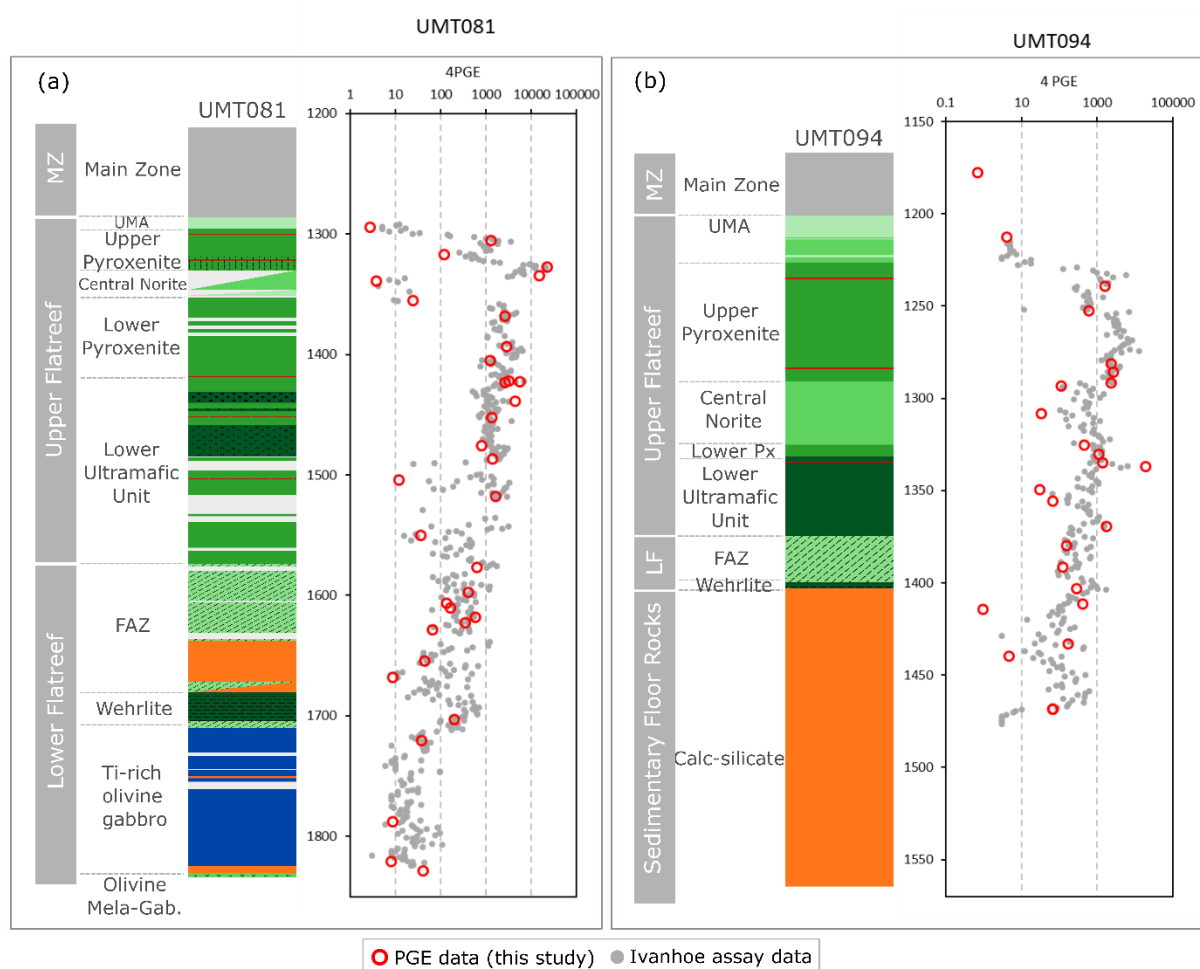 UMT081
UMT094
(a)
UMT081
4PGE
1 10 100 1000 10000 100000
1200
1300
1400
1500
1600
1700
1800
MZ
Main Zone
Upper Flatreef
UMA
Upper
Pyroxenite
Central Norite
Lower
Pyroxenite
Lower
Ultramafic
Unit
Lower Flatreef
FAZ
Wehrlite
Ti-rich
olivine
gabbro
Olivine
Mela-Gab.
(b)
UMT094
4 PGE
0.1 10 1000 100000
1150
1200
1250
1300
1350
1400
1450
1500
1550
MZ
Main Zone
Upper Flatreef
UMA
Upper
Pyroxenite
Central
Norite
Lower Px
Lower
Ultramafic
Unit
LF
FAZ
Wehrlite
Sedimentary Floor Rocks
Calc-silicate
PGE data (this study) Ivanhoe assay data